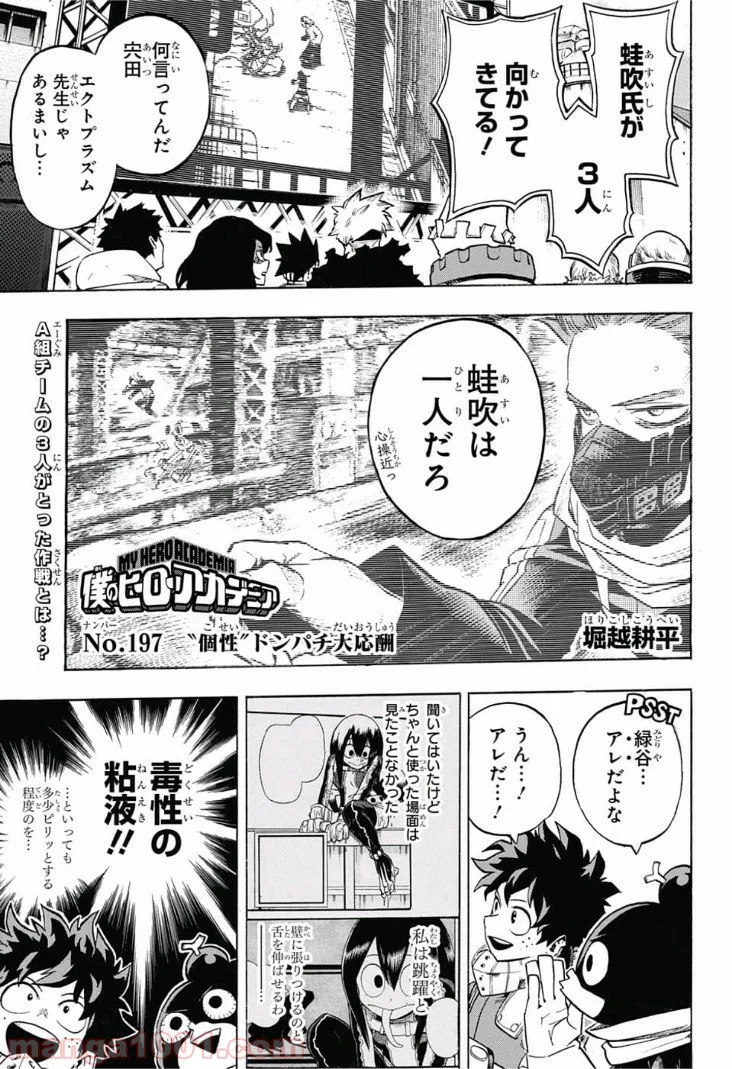 蛙吹氏が
3人
向かって
きてる！
何言ってんだ
宍田
エクトプラズム
先生じゃ
あるまいし…
蛙吹は
一人だろ
心操近っ
A組チームの3人がとった作戦とは…?
MY HERO ACADEMIA
僕のヒーローアカデミア
No.197 〝個性〟ドンパチ大応酬
堀越耕平
PSST
緑谷…
アレだよな
うん…！
アレだ…！
聞いてはいたけど
ちゃんと使った場面は
見たことなかった
私は跳躍と
壁に張りつけるのと
舌を伸ばせるわ
………
毒性の
粘液!!
…といっても
多少ピリッとする
程度のを…
manga1001.com